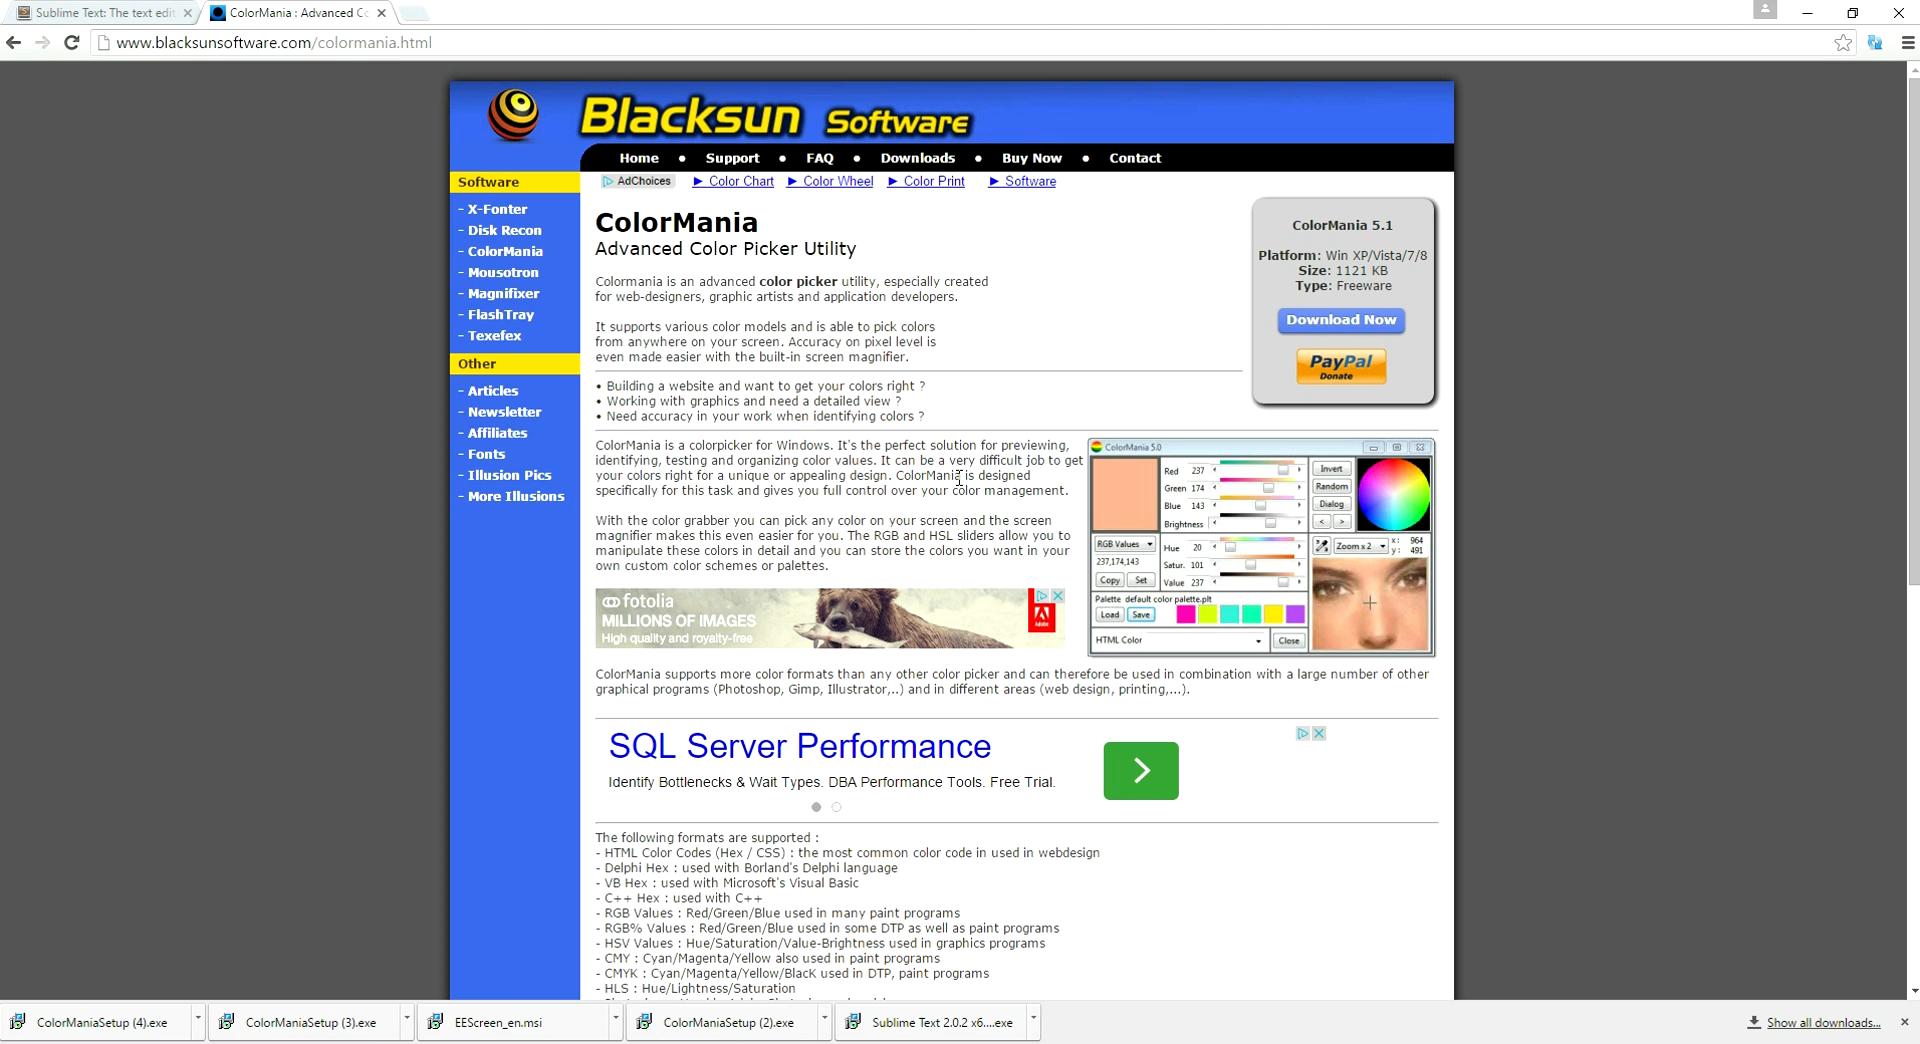 Sublime Text: The text edit
ColorMania : Advanced Co
www.blacksunsoftware.com/colormania.html
Blacksun Software
Home • Support • FAQ • Downloads • Buy Now • Contact
Software
- X-Fonter
- Disk Recon
- ColorMania
- Mousotron
- Magnifixer
- FlashTray
- Texefex
Other
- Articles
- Newsletter
- Affiliates
- Fonts
- Illusion Pics
- More Illusions
AdChoices ► Color Chart ► Color Wheel ► Color Print ► Software
ColorMania
Advanced Color Picker Utility
Colormania is an advanced color picker utility, especially created
for web-designers, graphic artists and application developers.
It supports various color models and is able to pick colors
from anywhere on your screen. Accuracy on pixel level is
even made easier with the built-in screen magnifier.
ColorMania 5.1
Platform: Win XP/Vista/7/8
Size: 1121 KB
Type: Freeware
Download Now
PayPal
Donate
• Building a website and want to get your colors right ?
• Working with graphics and need a detailed view ?
• Need accuracy in your work when identifying colors ?
ColorMania is a colorpicker for Windows. It's the perfect solution for previewing,
identifying, testing and organizing color values. It can be a very difficult job to get
your colors right for a unique or appealing design. ColorMania is designed
specifically for this task and gives you full control over your color management.
With the color grabber you can pick any color on your screen and the screen
magnifier makes this even easier for you. The RGB and HSL sliders allow you to
manipulate these colors in detail and you can store the colors you want in your
own custom color schemes or palettes.
ColorMania 5.0
Red 237
Green 174
Blue 143
Brightness
Invert
Random
Dialog
< >
RGB Values
237,174,143
Copy Set
Hue 20
Satur. 101
Value 237
Zoom x 2
x: 964
y: 491
Palette default color palette.plt
Load Save
HTML Color
Close
fotolia
MILLIONS OF IMAGES
High quality and royalty-free
Adobe
ColorMania supports more color formats than any other color picker and can therefore be used in combination with a large number of other
graphical programs (Photoshop, Gimp, Illustrator,..) and in different areas (web design, printing,...).
SQL Server Performance
Identify Bottlenecks & Wait Types. DBA Performance Tools. Free Trial.
The following formats are supported :
- HTML Color Codes (Hex / CSS) : the most common color code in used in webdesign
- Delphi Hex : used with Borland's Delphi language
- VB Hex : used with Microsoft's Visual Basic
- C++ Hex : used with C++
- RGB Values : Red/Green/Blue used in many paint programs
- RGB% Values : Red/Green/Blue used in some DTP as well as paint programs
- HSV Values : Hue/Saturation/Value-Brightness used in graphics programs
- CMY : Cyan/Magenta/Yellow also used in paint programs
- CMYK : Cyan/Magenta/Yellow/BlacK used in DTP, paint programs
- HLS : Hue/Lightness/Saturation
ColorManiaSetup (4).exe
ColorManiaSetup (3).exe
EEScreen_en.msi
ColorManiaSetup (2).exe
Sublime Text 2.0.2 x6....exe
Show all downloads...